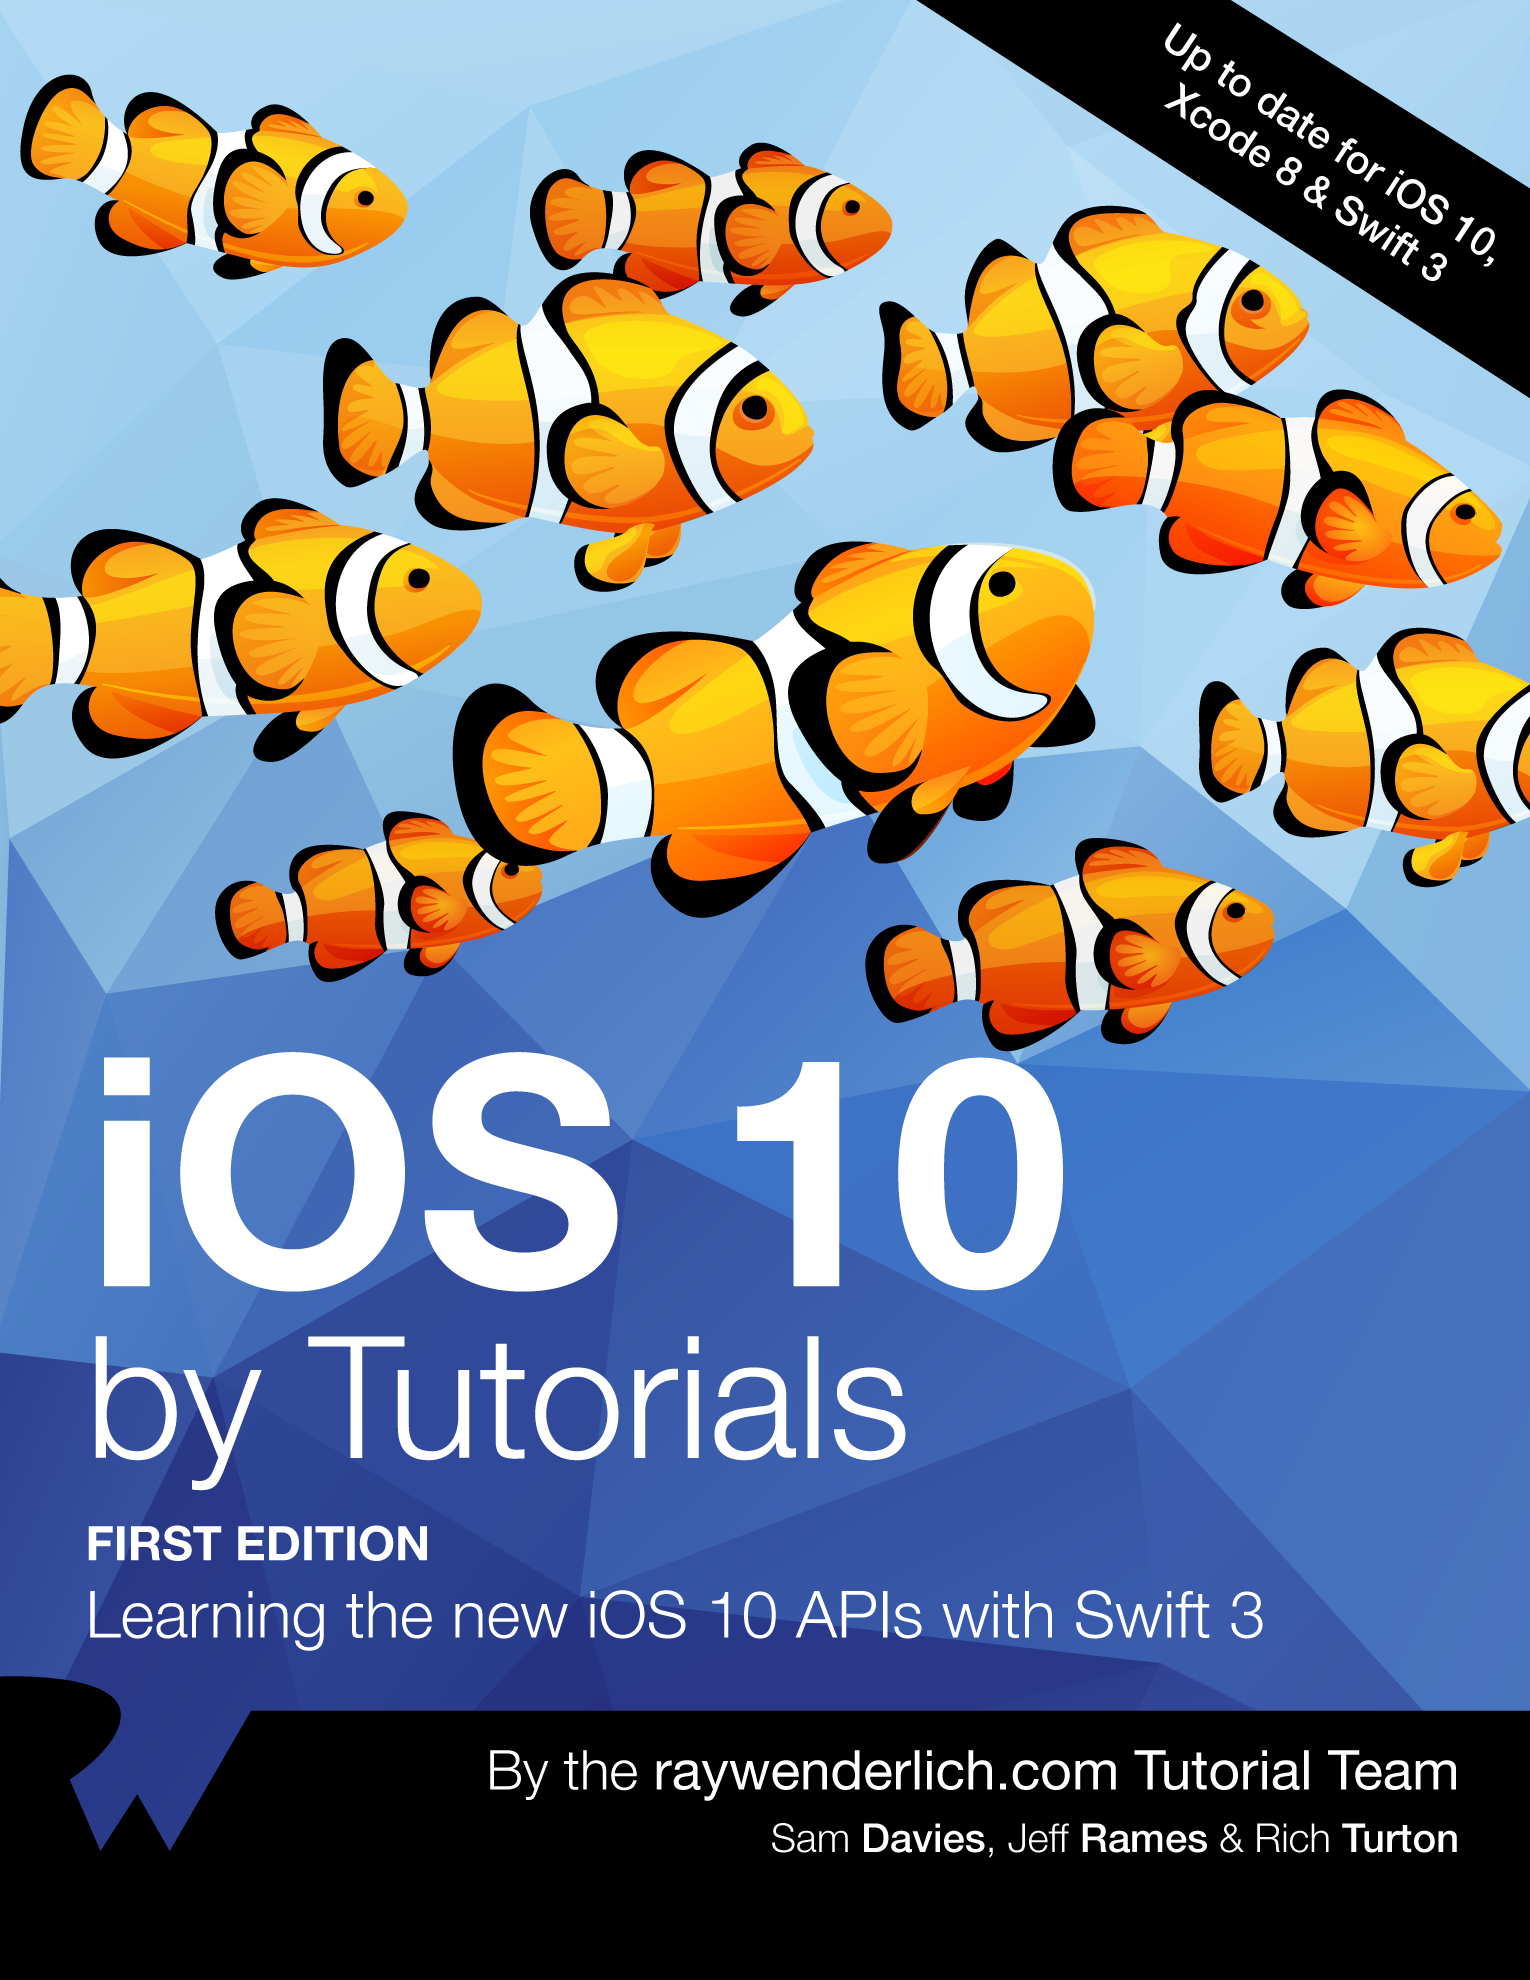 Up to date for iOS 10,
Xcode 8 & Swift 3
iOS 10
by Tutorials
FIRST EDITION
Learning the new iOS 10 APIs with Swift 3
By the raywenderlich.com Tutorial Team
Sam Davies, Jeff Rames & Rich Turton